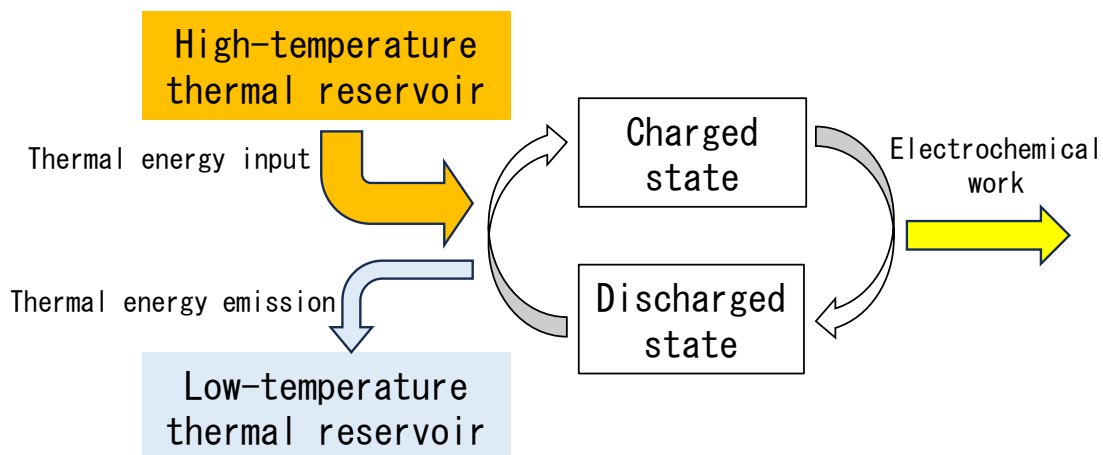 High-temperature
thermal reservoir
Thermal energy input
Charged
state
Electrochemical
work
Thermal energy emission
Discharged
state
Low-temperature
thermal reservoir